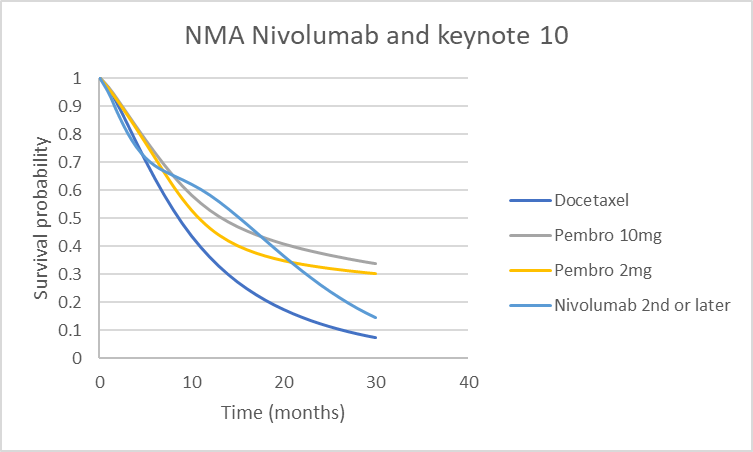 NMA Nivolumab and keynote 10
Survival probability
1
0.9
0.8
0.7
0.6
0.5
0.4
0.3
0.2
0.1
0
0 10 20 30 40
Time (months)
Docetaxel
Pembro 10mg
Pembro 2mg
Nivolumab 2nd or later